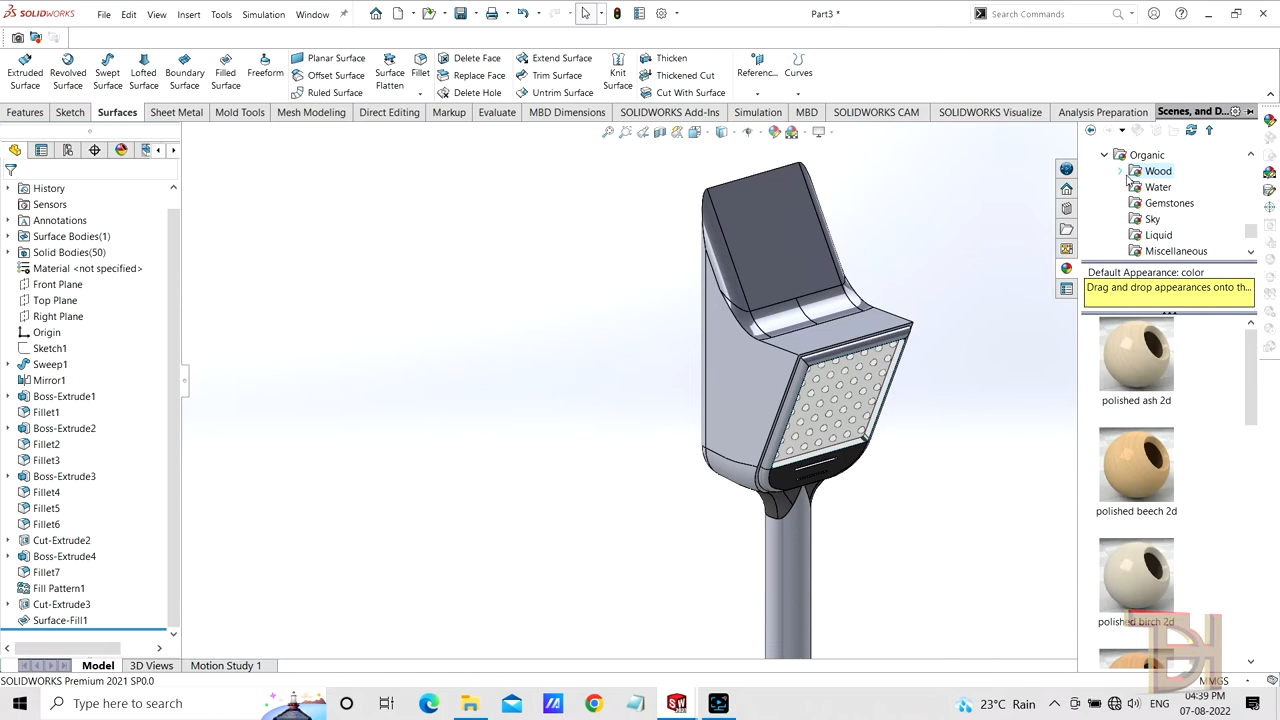 SOLIDWORKS
File
Edit
View
Insert
Tools
Simulation
Window
Part3 *
Search Commands
Extruded Surface
Revolved Surface
Swept Surface
Lofted Surface
Boundary Surface
Filled Surface
Freeform
Planar Surface
Offset Surface
Ruled Surface
Surface Flatten
Fillet
Delete Face
Replace Face
Delete Hole
Extend Surface
Trim Surface
Untrim Surface
Knit Surface
Thicken
Thickened Cut
Cut With Surface
Referenc...
Curves
Features
Sketch
Surfaces
Sheet Metal
Mold Tools
Mesh Modeling
Direct Editing
Markup
Evaluate
MBD Dimensions
SOLIDWORKS Add-Ins
Simulation
MBD
SOLIDWORKS CAM
SOLIDWORKS Visualize
Analysis Preparation
Scenes, and D...
History
Sensors
Annotations
Surface Bodies(1)
Solid Bodies(50)
Material <not specified>
Front Plane
Top Plane
Right Plane
Origin
Sketch1
Sweep1
Mirror1
Boss-Extrude1
Fillet1
Boss-Extrude2
Fillet2
Fillet3
Boss-Extrude3
Fillet4
Fillet5
Fillet6
Cut-Extrude2
Boss-Extrude4
Fillet7
Fill Pattern1
Cut-Extrude3
Surface-Fill1
Organic
Wood
Water
Gemstones
Sky
Liquid
Miscellaneous
Default Appearance: color
Drag and drop appearances onto th...
polished ash 2d
polished beech 2d
polished birch 2d
Model
3D Views
Motion Study 1
SOLIDWORKS Premium 2021 SP0.0
MMGS
Type here to search
23°C Rain
ENG
04:39 PM
07-08-2022